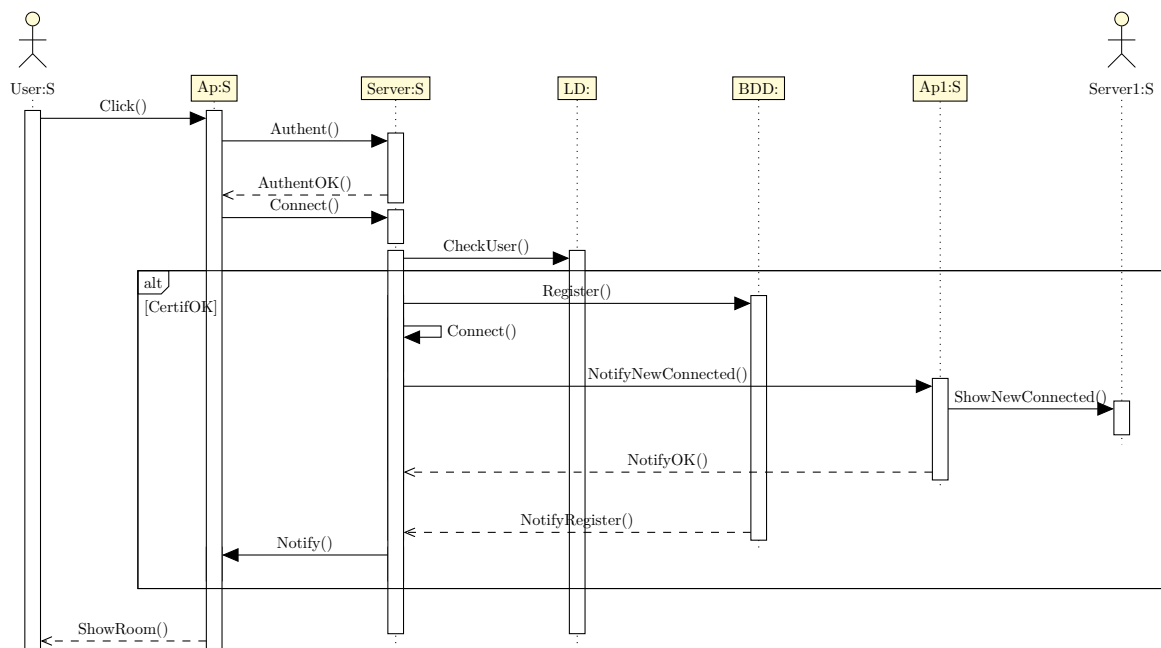 User:S
Ap:S
Server:S
LD:
BDD:
Ap1:S
Server1:S
Click()
Authent()
AuthentOK()
Connect()
CheckUser()
alt
[CertifOK]
Register()
Connect()
NotifyNewConnected()
ShowNewConnected()
NotifyOK()
NotifyRegister()
Notify()
ShowRoom()